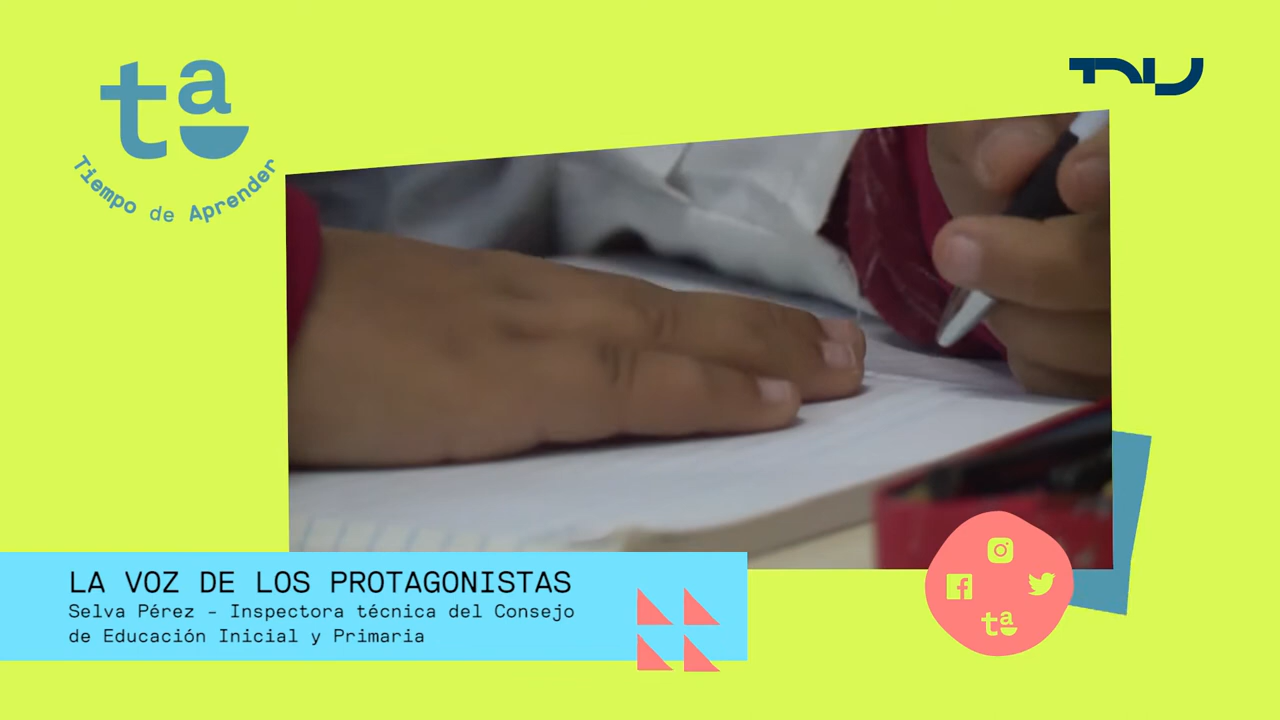 ta
Tiempo de Aprender
TNU
LA VOZ DE LOS PROTAGONISTAS
Selva Pérez - Inspectora técnica del Consejo
de Educación Inicial y Primaria
ta